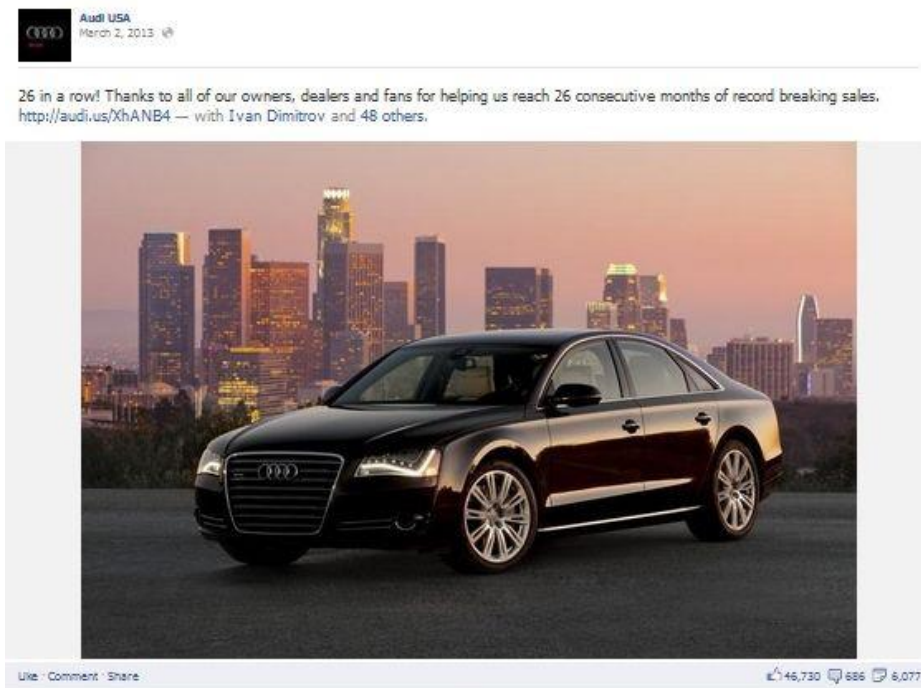 Audi USA
March 2, 2013
26 in a row! Thanks to all of our owners, dealers and fans for helping us reach 26 consecutive months of record breaking sales.
http://audi.us/XhANB4 — with Ivan Dimitrov and 48 others.
Like · Comment · Share
46,730 686 6,077